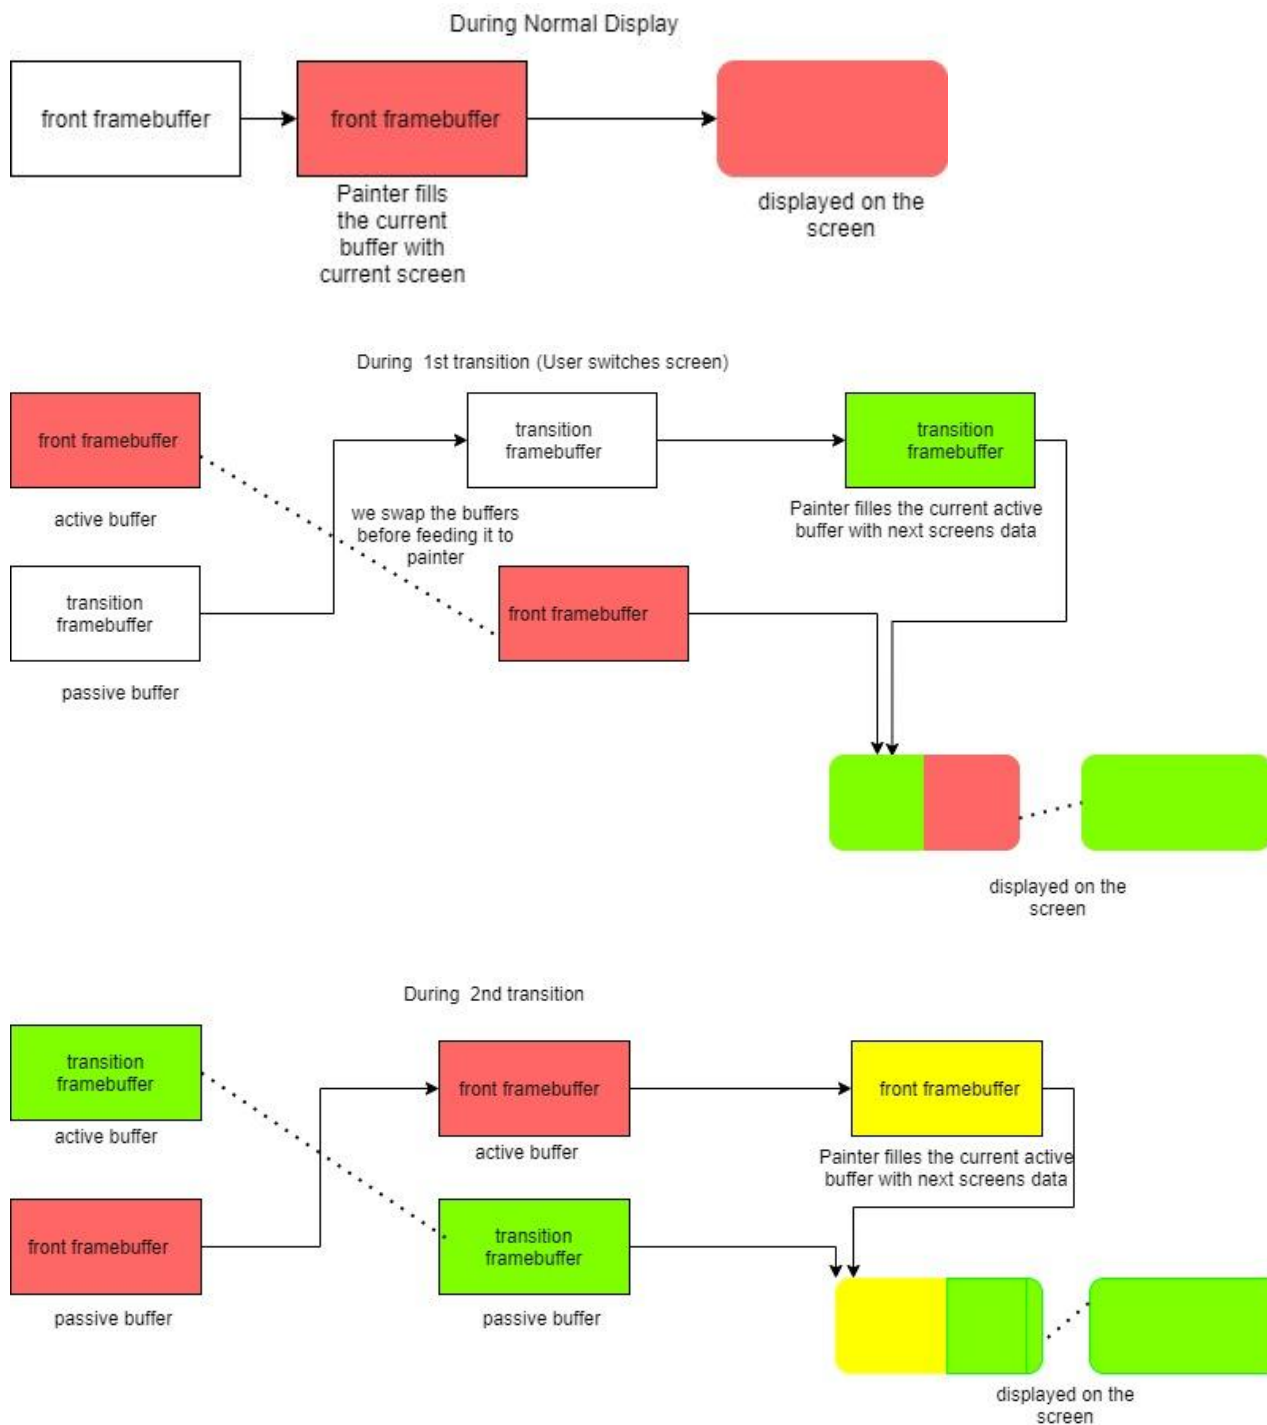 During Normal Display
front framebuffer
front framebuffer
Painter fills
the current
buffer with
current screen
displayed on the
screen
During 1st transition (User switches screen)
front framebuffer
active buffer
transition
framebuffer
passive buffer
we swap the buffers
before feeding it to
painter
transition
framebuffer
front framebuffer
transition
framebuffer
Painter filles the current active
buffer with next screens data
displayed on the
screen
During 2nd transition
transition
framebuffer
active buffer
front framebuffer
passive buffer
front framebuffer
active buffer
transition
framebuffer
passive buffer
front framebuffer
Painter filles the current active
buffer with next screens data
displayed on the
screen